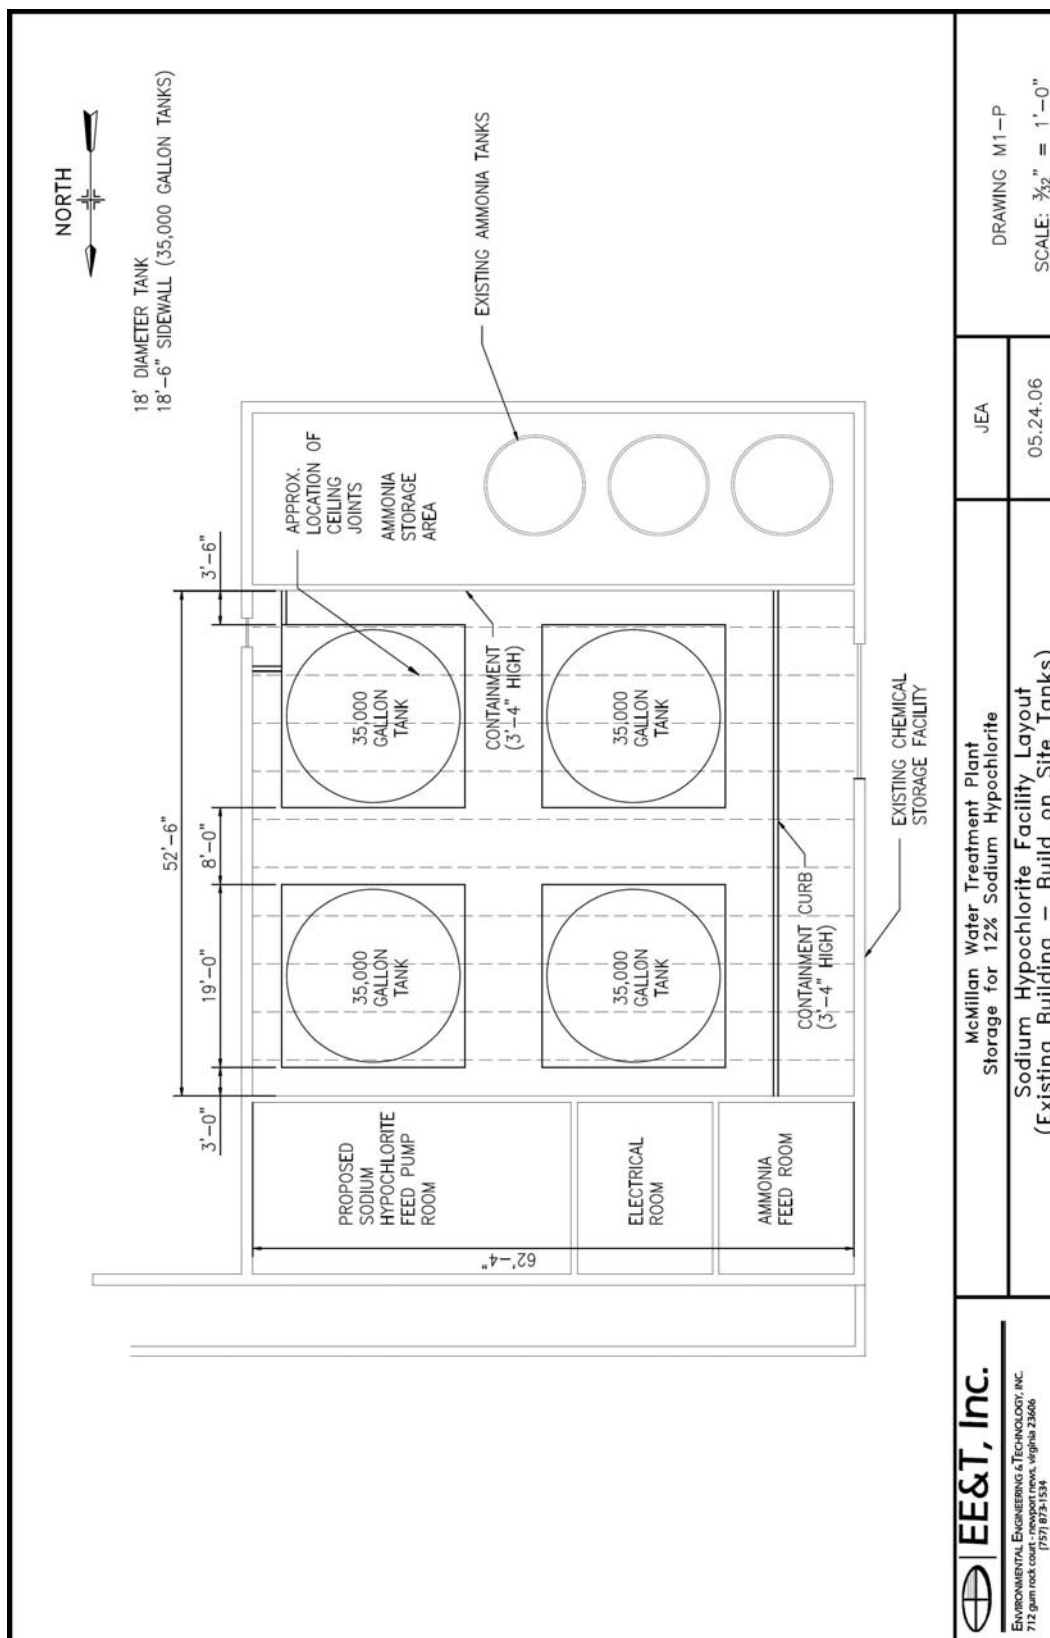 NORTH
18' DIAMETER TANK
18'-6" SIDEWALL (35,000 GALLON TANKS)
52'-6"
3'-0"
19'-0"
8'-0"
3'-6"
APPROX.
LOCATION OF
CEILING
JOINTS
AMMONIA
STORAGE
AREA
EXISTING AMMONIA TANKS
PROPOSED
SODIUM
HYPOCHLORITE
FEED PUMP
ROOM
35,000
GALLON
TANK
35,000
GALLON
TANK
CONTAINMENT
(3'-4" HIGH)
62'-4"
ELECTRICAL
ROOM
35,000
GALLON
TANK
35,000
GALLON
TANK
AMMONIA
FEED ROOM
CONTAINMENT CURB
(3'-4" HIGH)
EXISTING CHEMICAL
STORAGE FACILITY
EE&T, Inc.
ENVIRONMENTAL ENGINEERING & TECHNOLOGY, INC.
712 gum rock court - newport news, virginia 23606
(757) 873-1534
McMillan Water Treatment Plant
Storage for 12% Sodium Hypochlorite
Sodium Hypochlorite Facility Layout
(Existing Building – Build on Site Tanks)
JEA
05.24.06
DRAWING M1-P
SCALE: 3/32" = 1'-0"